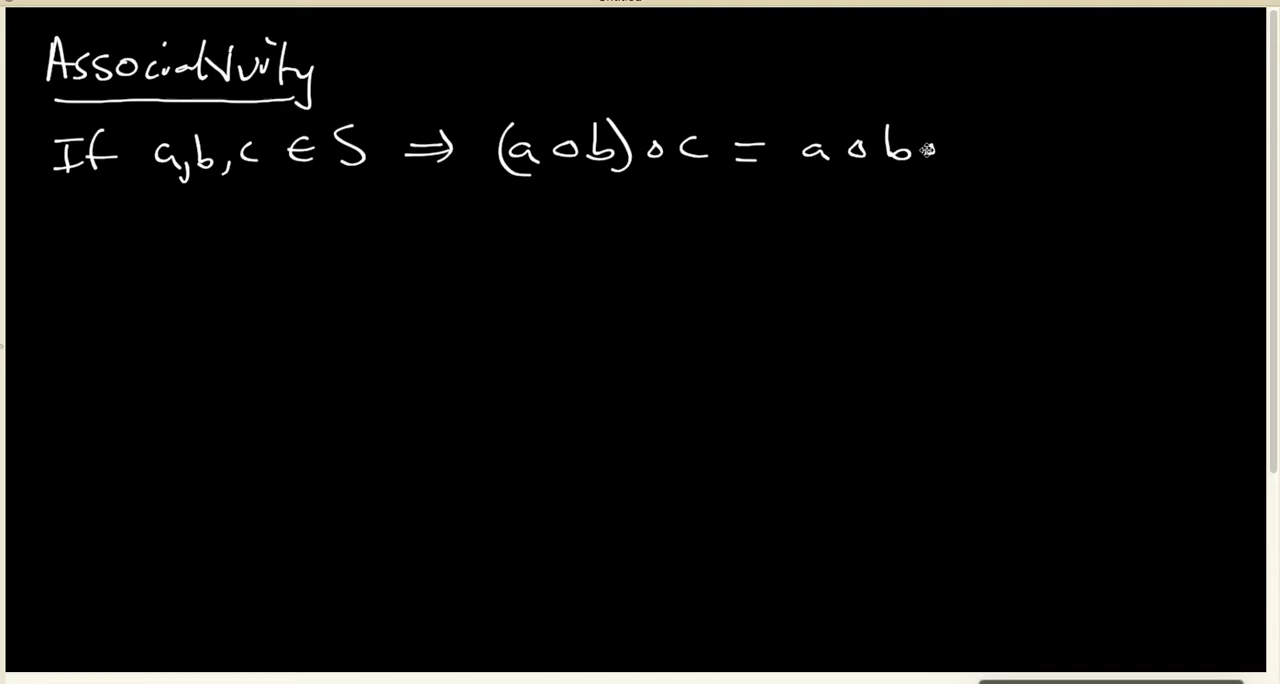 Associativity
If a, b, c ∈ S ⇒ (a ∘ b) ∘ c = a ∘ b